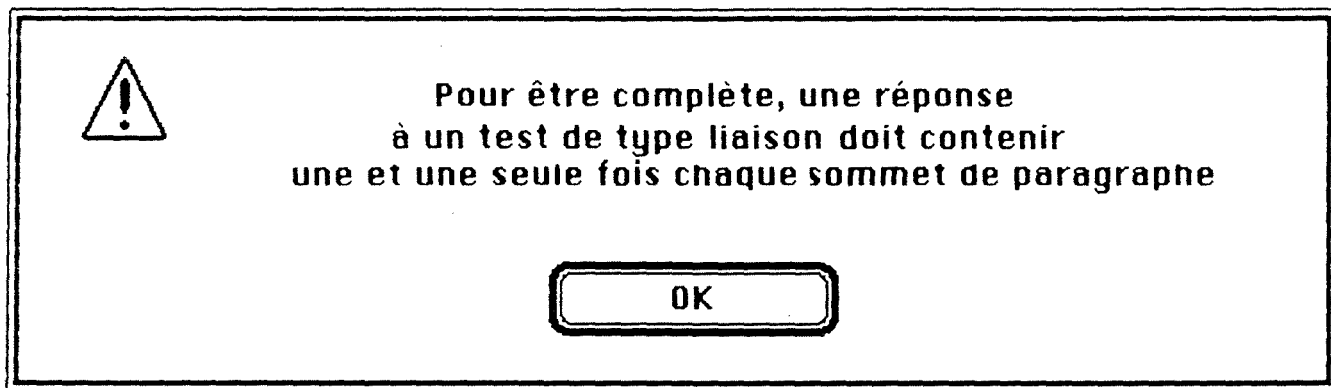 Pour être complète, une réponse
à un test de type liaison doit contenir
une et une seule fois chaque sommet de paragraphe
OK